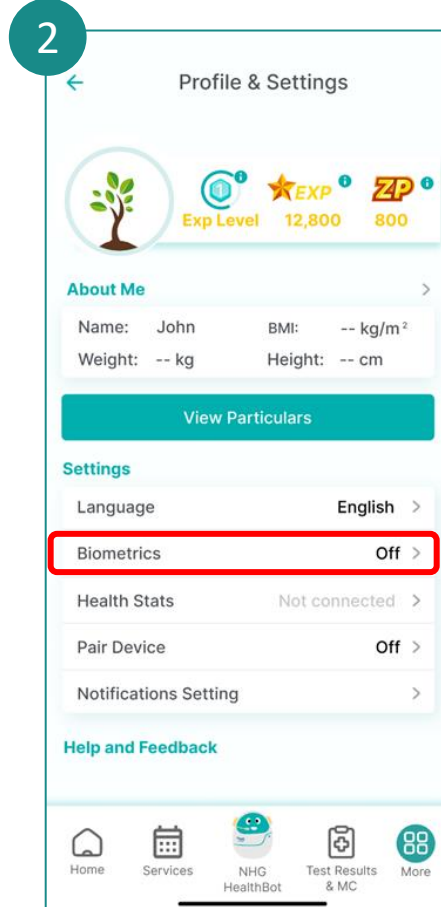 2
Profile & Settings
1
EXP ZP
Exp Level 12,800 800
About Me
Name: John BMI: -- kg/m²
Weight: -- kg Height: -- cm
View Particulars
Settings
Language English
Biometrics Off
Health Stats Not connected
Pair Device Off
Notifications Setting
Help and Feedback
Home Services NHG HealthBot Test Results & MC More